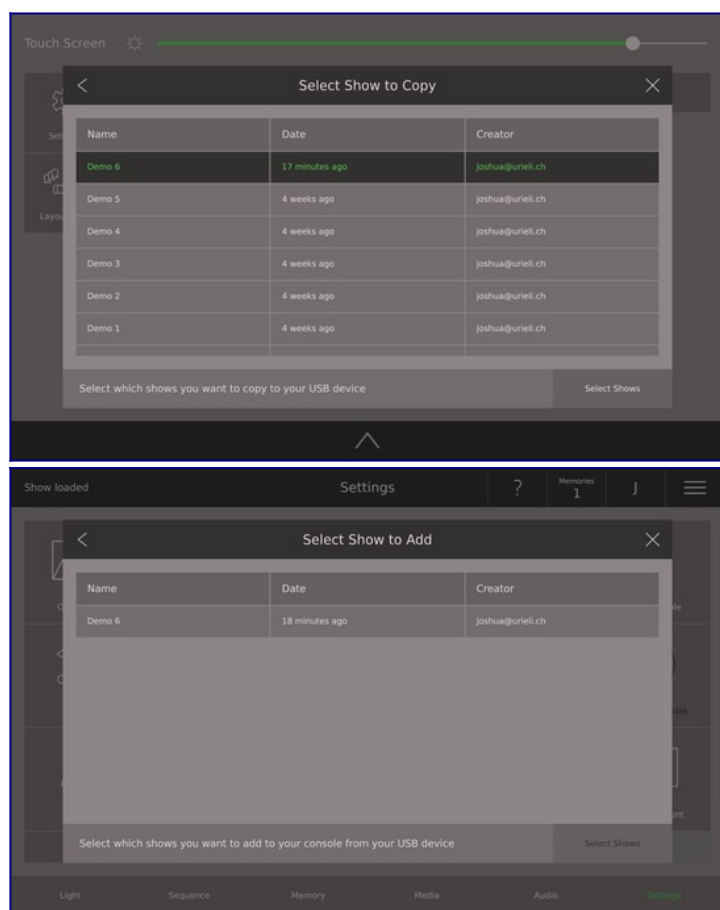 Touch Screen
Select Show to Copy
Name Date Creator
Demo 6 17 minutes ago joshua@urieli.ch
Demo 5 4 weeks ago joshua@urieli.ch
Demo 4 4 weeks ago joshua@urieli.ch
Demo 3 4 weeks ago joshua@urieli.ch
Demo 2 4 weeks ago joshua@urieli.ch
Demo 1 4 weeks ago joshua@urieli.ch
Select which shows you want to copy to your USB device Select Shows
Show loaded Settings ? Memories 1 J
Select Show to Add
Name Date Creator
Demo 6 18 minutes ago joshua@urieli.ch
Select which shows you want to add to your console from your USB device Select Shows
Light Sequence Memory Media Audio Settings